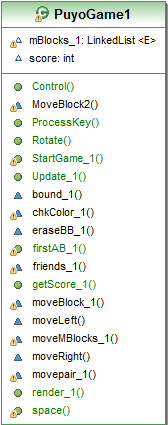 PuyoGame1
mBlocks_1: LinkedList <E>
score: int
Control()
MoveBlock2()
ProcessKey()
Rotate()
StartGame_1()
Update_1()
bound_1()
chkColor_1()
eraseBB_1()
firstAB_1()
friends_1()
getScore_1()
moveBlock_1()
moveLeft()
moveMBlocks_1()
moveRight()
movepair_1()
render_1()
space()